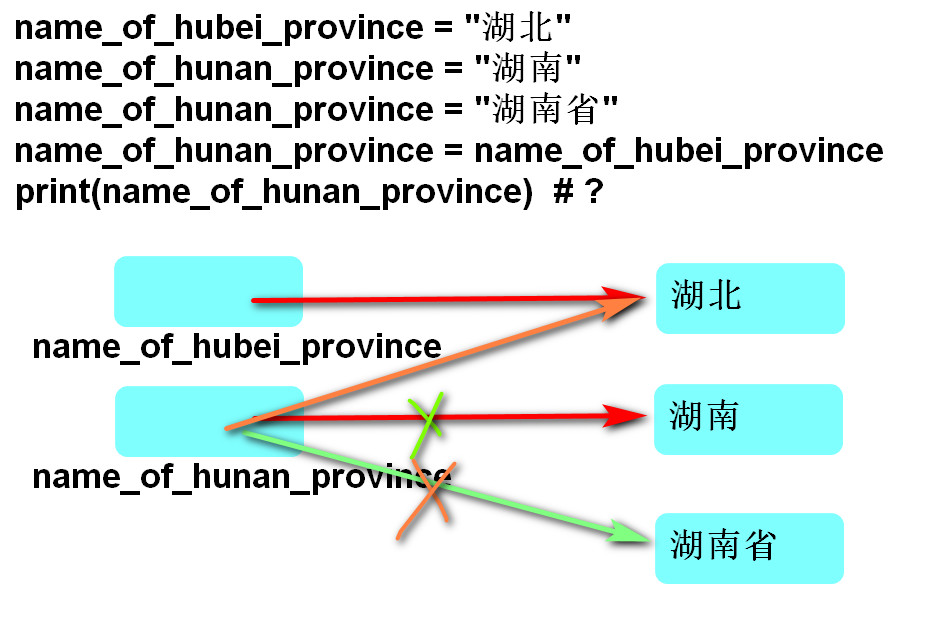 name_of_hubei_province = "湖北"
name_of_hunan_province = "湖南"
name_of_hunan_province = "湖南省"
name_of_hunan_province = name_of_hubei_province
print(name_of_hunan_province)  # ?
湖北
name_of_hubei_province
湖南
name_of_hunan_province
湖南省